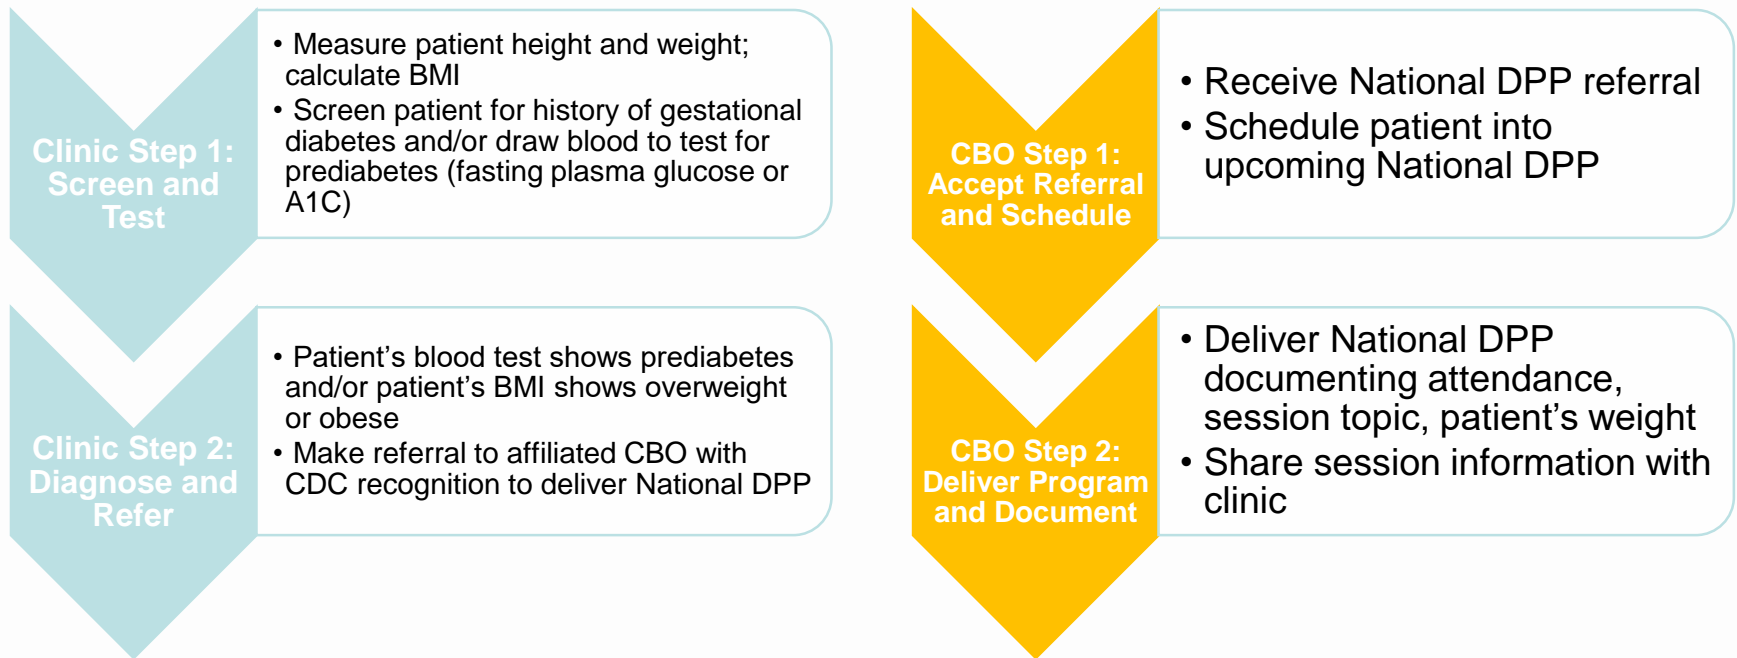 Clinic Step 1:
Screen and
Test
• Measure patient height and weight;
calculate BMI
• Screen patient for history of gestational
diabetes and/or draw blood to test for
prediabetes (fasting plasma glucose or
A1C)
Clinic Step 2:
Diagnose and
Refer
• Patient’s blood test shows prediabetes
and/or patient’s BMI shows overweight
or obese
• Make referral to affiliated CBO with
CDC recognition to deliver National DPP
CBO Step 1:
Accept Referral
and Schedule
• Receive National DPP referral
• Schedule patient into
upcoming National DPP
CBO Step 2:
Deliver Program
and Document
• Deliver National DPP
documenting attendance,
session topic, patient’s weight
• Share session information with
clinic